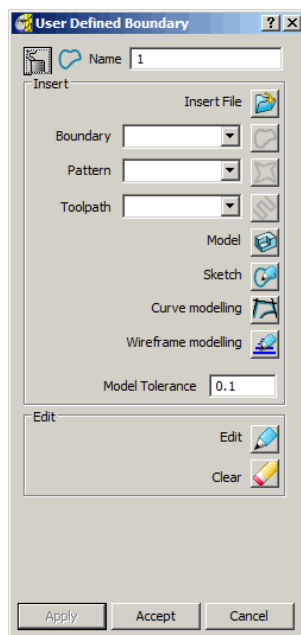 User Defined Boundary
Name 1
Insert
Insert File
Boundary
Pattern
Toolpath
Model
Sketch
Curve modelling
Wireframe modelling
Model Tolerance 0.1
Edit
Edit
Clear
Apply Accept Cancel